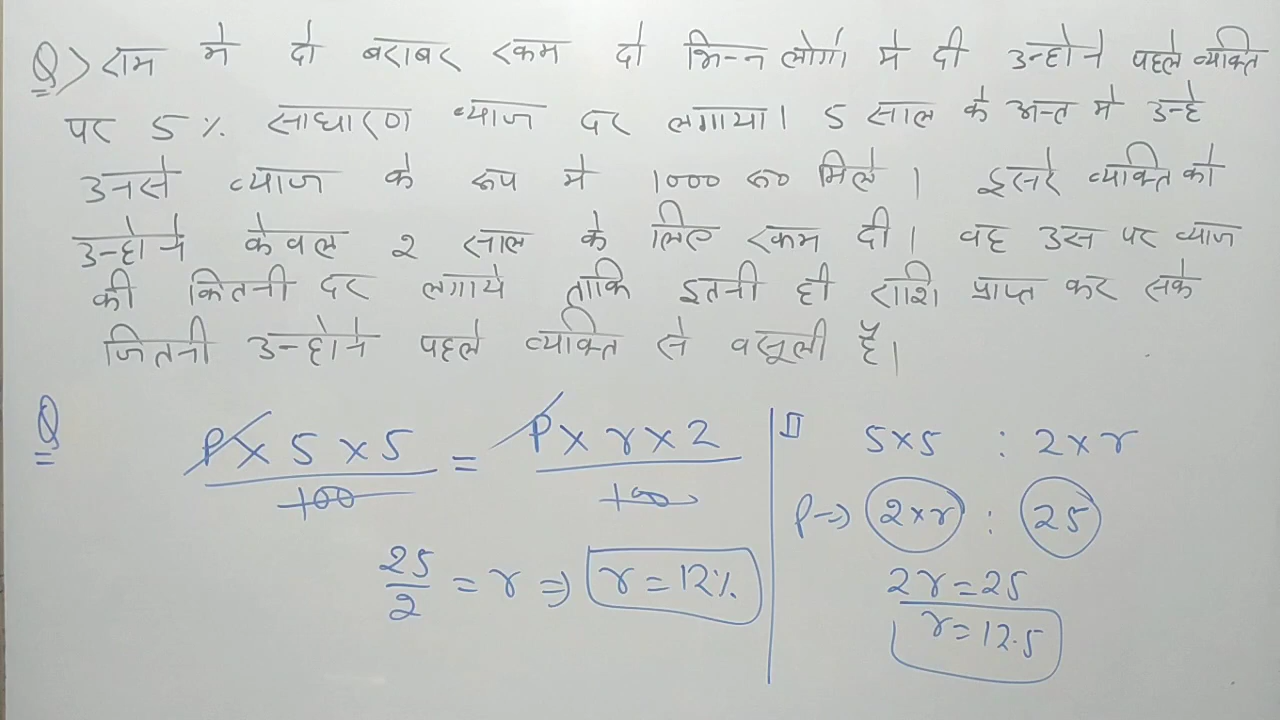 Q> राम ने दो बराबर रकम दो भिन्न लोगों मे दी उन्होने पहले व्यक्ति
पर 5 % साधारण ब्याज दर लगाया। 5 साल के अन्त मे उन्हे
उनसे ब्याज के रूप मे 1000 रू0 मिले । दुसरे व्यक्ति को
उन्होने केवल 2 साल के लिए रकम दी। वह उस पर ब्याज
की कितनी दर लगाये ताकि इतनी ही राशि प्राप्त कर सके
जितनी उन्होने पहले व्यक्ति से वसूली है।
Q
P × 5 × 5 / 100 = P × r × 2 / 100
25/2 = r => r = 12%
II 5×5 : 2×r
P => 2×r : 25
2r = 25
r = 12.5